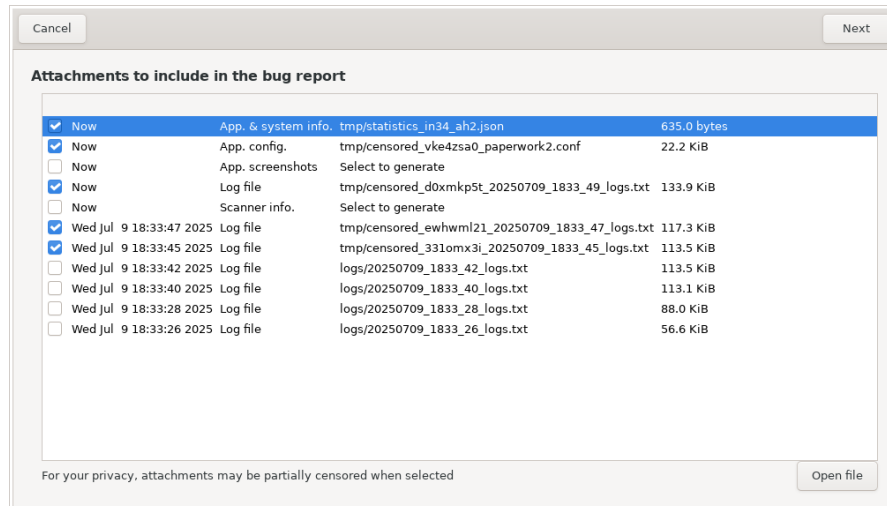 Cancel Next
Attachments to include in the bug report
Now App. & system info. tmp/statistics_in34_ah2.json 635.0 bytes
Now App. config. tmp/censored_vke4zsa0_paperwork2.conf 22.2 KiB
Now App. screenshots Select to generate
Now Log file tmp/censored_d0xmkp5t_20250709_1833_49_logs.txt 133.9 KiB
Now Scanner info. Select to generate
Wed Jul 9 18:33:47 2025 Log file tmp/censored_ewhwml21_20250709_1833_47_logs.txt 117.3 KiB
Wed Jul 9 18:33:45 2025 Log file tmp/censored_331omx3i_20250709_1833_45_logs.txt 113.5 KiB
Wed Jul 9 18:33:42 2025 Log file logs/20250709_1833_42_logs.txt 113.5 KiB
Wed Jul 9 18:33:40 2025 Log file logs/20250709_1833_40_logs.txt 113.1 KiB
Wed Jul 9 18:33:28 2025 Log file logs/20250709_1833_28_logs.txt 88.0 KiB
Wed Jul 9 18:33:26 2025 Log file logs/20250709_1833_26_logs.txt 56.6 KiB
For your privacy, attachments may be partially censored when selected Open file